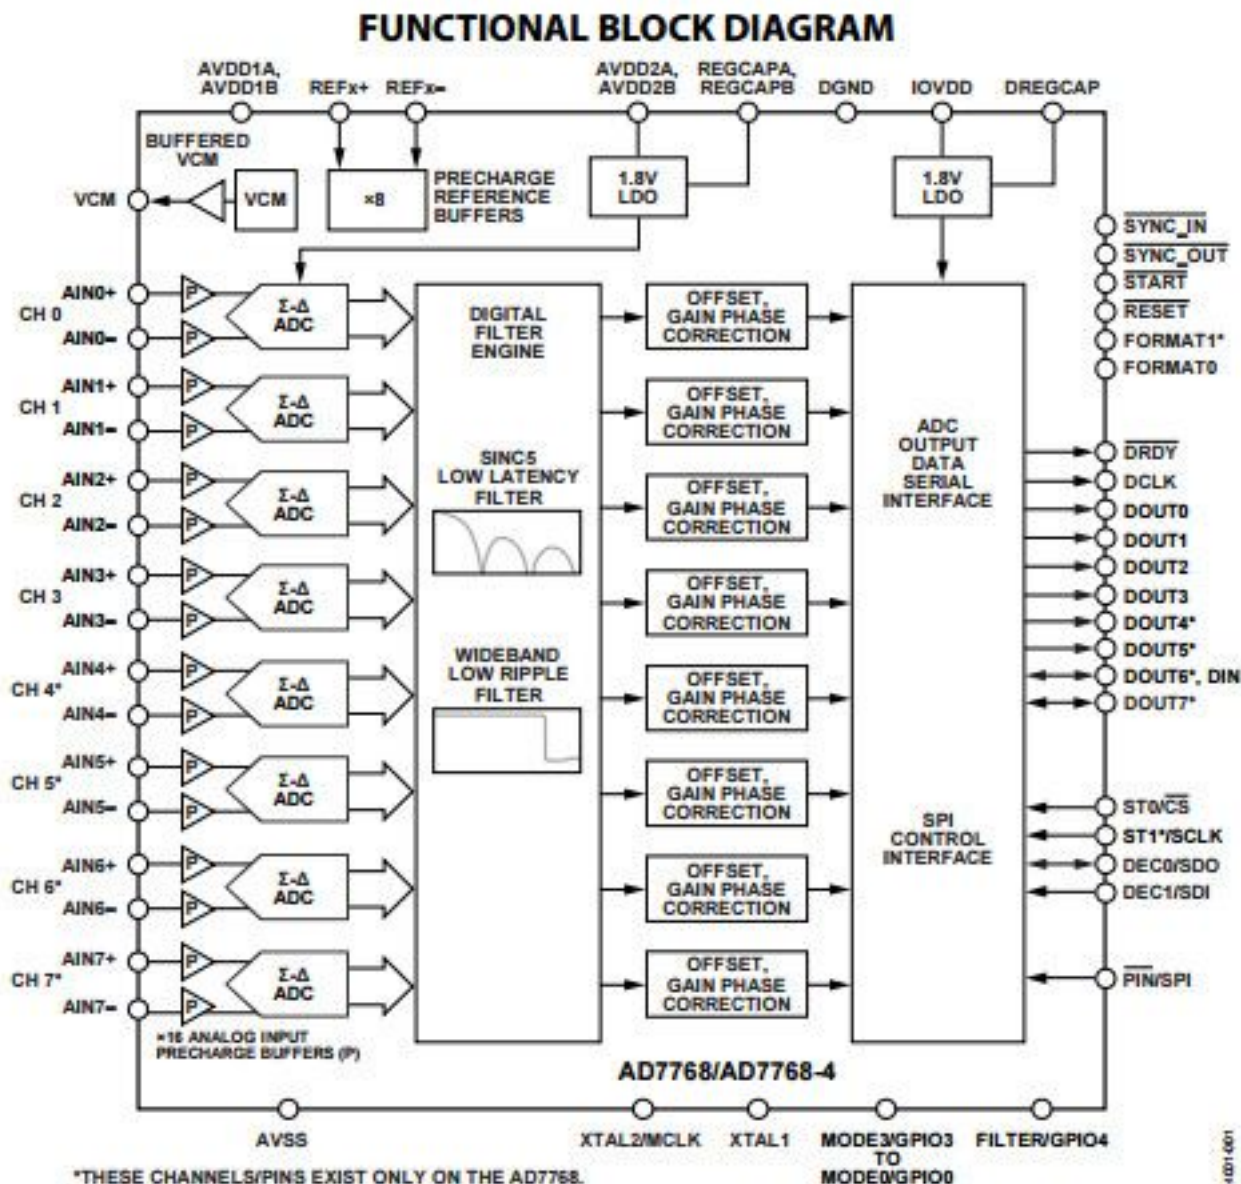 FUNCTIONAL BLOCK DIAGRAM
AVDD1A,
AVDD1B
REFx+
REFx–
AVDD2A,
AVDD2B
REGCAPA,
REGCAPB
DGND
IOVDD
DREGCAP
BUFFERED
VCM
VCM
VCM
×8
PRECHARGE
REFERENCE
BUFFERS
1.8V
LDO
1.8V
LDO
SYNC_IN
SYNC_OUT
START
RESET
FORMAT1*
FORMAT0
CH 0
AIN0+
AIN0–
P
P
Σ-Δ
ADC
CH 1
AIN1+
AIN1–
P
P
Σ-Δ
ADC
CH 2
AIN2+
AIN2–
P
P
Σ-Δ
ADC
CH 3
AIN3+
AIN3–
P
P
Σ-Δ
ADC
CH 4*
AIN4+
AIN4–
P
P
Σ-Δ
ADC
CH 5*
AIN5+
AIN5–
P
P
Σ-Δ
ADC
CH 6*
AIN6+
AIN6–
P
P
Σ-Δ
ADC
CH 7*
AIN7+
AIN7–
P
P
Σ-Δ
ADC
×16 ANALOG INPUT
PRECHARGE BUFFERS (P)
DIGITAL
FILTER
ENGINE
SINC5
LOW LATENCY
FILTER
WIDEBAND
LOW RIPPLE
FILTER
OFFSET,
GAIN PHASE
CORRECTION
OFFSET,
GAIN PHASE
CORRECTION
OFFSET,
GAIN PHASE
CORRECTION
OFFSET,
GAIN PHASE
CORRECTION
OFFSET,
GAIN PHASE
CORRECTION
OFFSET,
GAIN PHASE
CORRECTION
OFFSET,
GAIN PHASE
CORRECTION
OFFSET,
GAIN PHASE
CORRECTION
ADC
OUTPUT
DATA
SERIAL
INTERFACE
SPI
CONTROL
INTERFACE
DRDY
DCLK
DOUT0
DOUT1
DOUT2
DOUT3
DOUT4*
DOUT5*
DOUT6*, DIN
DOUT7*
ST0/CS
ST1*/SCLK
DEC0/SDO
DEC1/SDI
PIN/SPI
AD7768/AD7768-4
AVSS
XTAL2/MCLK
XTAL1
MODE3/GPIO3
TO
MODE0/GPIO0
FILTER/GPIO4
*THESE CHANNELS/PINS EXIST ONLY ON THE AD7768.